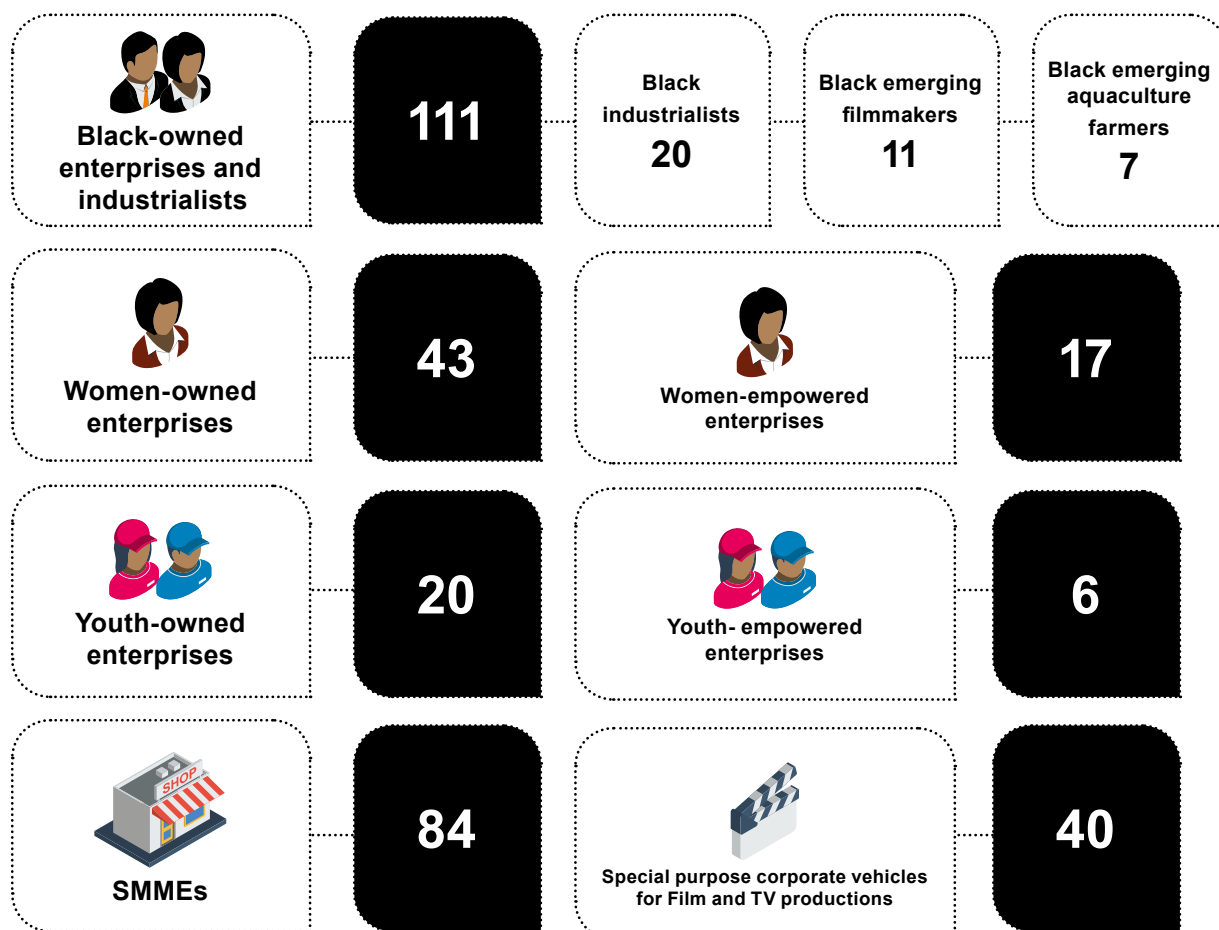 Black-owned
enterprises and
industrialists
111
Black
industrialists
20
Black emerging
filmmakers
11
Black emerging
aquaculture
farmers
7
Women-owned
enterprises
43
Women-empowered
enterprises
17
Youth-owned
enterprises
20
Youth- empowered
enterprises
6
SHOP
SMMEs
84
Special purpose corporate vehicles
for Film and TV productions
40